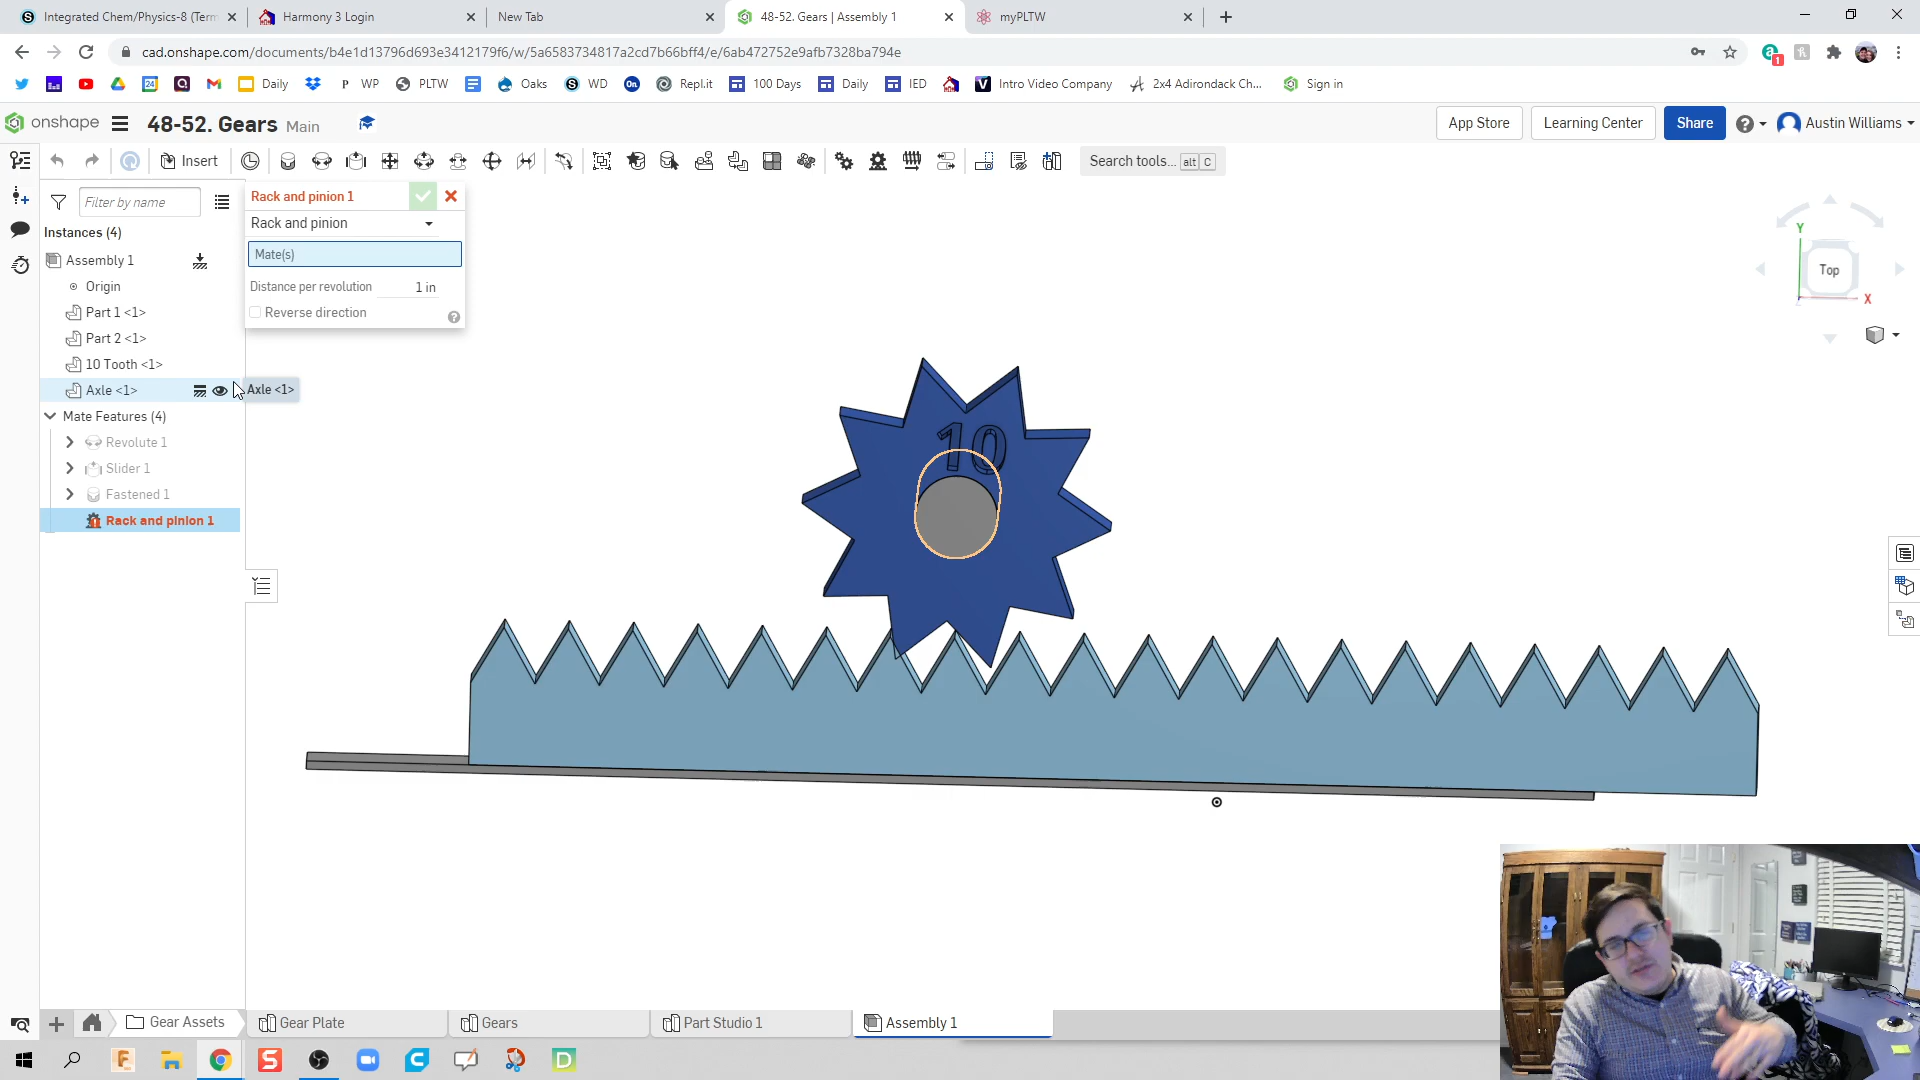 Integrated Chem/Physics-8 (Term
Harmony 3 Login
New Tab
48-52. Gears | Assembly 1
myPLTW
cad.onshape.com/documents/b4e1d13796d693e3412179f6/w/5a6583734817a2cd7b66bff4/e/6ab472752e9afb7328ba794e
1
24
Daily
P WP
PLTW
Oaks
WD
On
Repl.it
100 Days
Daily
IED
V Intro Video Company
2x4 Adirondack Ch...
Sign in
onshape
48-52. Gears Main
App Store
Learning Center
Share
Austin Williams
Insert
Search tools... alt C
Filter by name
Rack and pinion 1
Rack and pinion
Mate(s)
Distance per revolution 1 in
Reverse direction
Instances (4)
Assembly 1
Origin
Part 1 <1>
Part 2 <1>
10 Tooth <1>
Axle <1>
Axle <1>
Mate Features (4)
Revolute 1
Slider 1
Fastened 1
Rack and pinion 1
Y
Top
X
10
Gear Assets
Gear Plate
Gears
Part Studio 1
Assembly 1